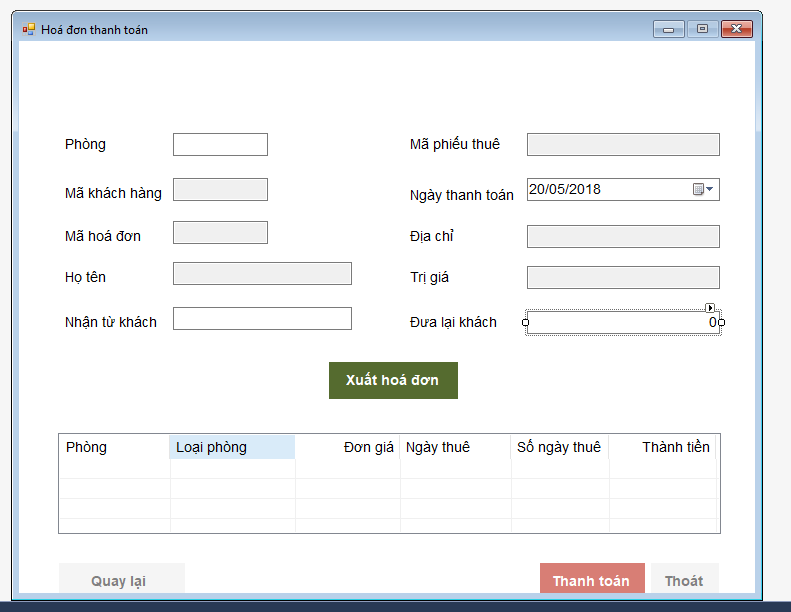 Hoá đơn thanh toán
Phòng
Mã phiếu thuê
Mã khách hàng
Ngày thanh toán 20/05/2018
Mã hoá đơn
Địa chỉ
Họ tên
Trị giá
Nhận từ khách
Đưa lại khách 0
Xuất hoá đơn
Phòng Loại phòng Đơn giá Ngày thuê Số ngày thuê Thành tiền
Quay lại Thanh toán Thoát